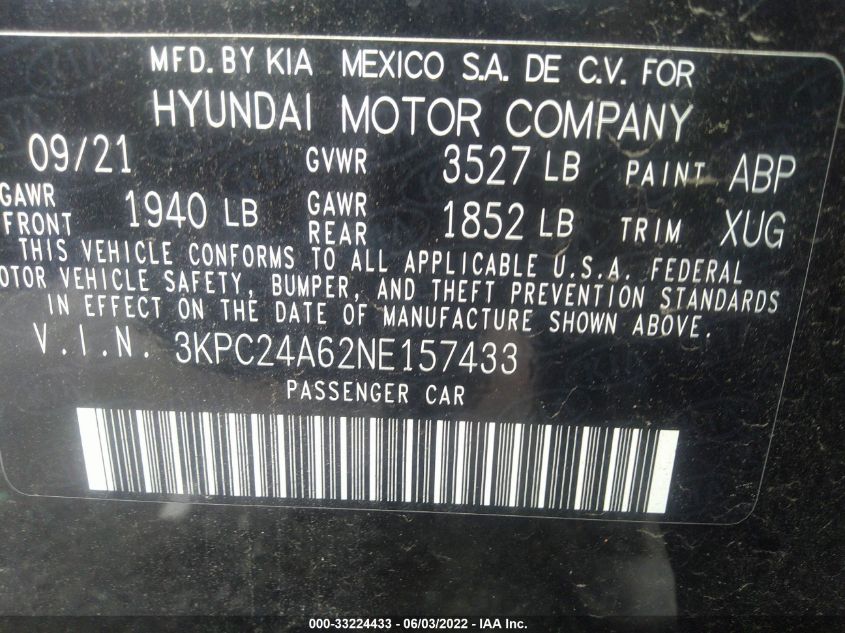 MFD. BY KIA MEXICO S.A. DE C.V. FOR
HYUNDAI MOTOR COMPANY
09/21 GVWR 3527 LB PAINT ABP
GAWR FRONT 1940 LB GAWR REAR 1852 LB TRIM XUG
THIS VEHICLE CONFORMS TO ALL APPLICABLE U.S.A. FEDERAL
OTOR VEHICLE SAFETY, BUMPER, AND THEFT PREVENTION STANDARDS
IN EFFECT ON THE DATE OF MANUFACTURE SHOWN ABOVE.
V.I.N. 3KPC24A62NE157433
PASSENGER CAR
000-33224433 - 06/03/2022 - IAA Inc.